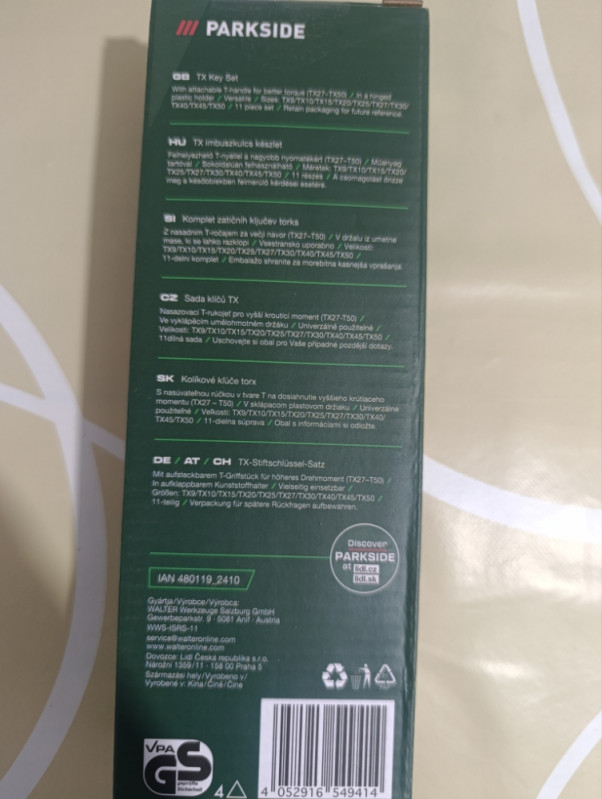 PARKSIDE
GB TX Key Set
With attachable T-handle for better torque (TX27–TX50) / In a hinged
plastic holder / Versatile / Sizes: TX9/TX10/TX15/TX20/TX25/TX27/TX30/
TX40/TX45/TX50 / 11 piece set / Retain packaging for future reference.
HU TX imbuszkulcs készlet
Felhelyezhető T-nyéllel a nagyobb nyomatékért (TX27–T50) / Műanyag
tartóval / Sokoldalúan felhasználható / Méretek: TX9/TX10/TX15/TX20/
TX25/TX27/TX30/TX40/TX45/TX50 / 11 részes / A csomagolást őrizze
meg a későbbiekben felmerülő kérdései esetére.
SI Komplet zatičnih ključev torks
Z nasadnim T-ročajem za večji navor (TX27–T50) / V držalu iz umetne
mase, ki se lahko razklopi / Vsestransko uporabno / Velikosti:
TX9/TX10/TX15/TX20/TX25/TX27/TX30/TX40/TX45/TX50 /
11-delni komplet / Embalažo shranite za morebitna kasnejša vprašanja
CZ Sada klíčů TX
Nasazovací T-rukojeť pro vyšší krouticí moment (TX27-T50) /
Ve vyklápěcím umělohmotném držáku / Univerzálně použitelné /
Velikosti: TX9/TX10/TX15/TX20/TX25/TX27/TX30/TX40/TX45/TX50 /
11dílná sada / Uschovejte si obal pro Vaše případné pozdější dotazy.
SK Kolíkové kľúče torx
S nasúvateľnou rúčkou v tvare T na dosiahnutie vyššieho krútiaceho
momentu (TX27 – T50) / V sklápacom plastovom držiaku / Univerzálne
použiteľné / Veľkosti: TX9/TX10/TX15/TX20/TX25/TX27/TX30/TX40/
TX45/TX50 / 11-dielna súprava / Obal s informáciami si odložte.
DE / AT / CH TX-Stiftschlüssel-Satz
Mit aufsteckbarem T-Griffstück für höheres Drehmoment (TX27–T50) /
In aufklappbarem Kunststoffhalter / Vielseitig einsetzbar /
Größen: TX9/TX10/TX15/TX20/TX25/TX27/TX30/TX40/TX45/TX50 /
11-teilig / Verpackung für spätere Rückfragen aufbewahren.
Discover
PARKSIDE
at lidl.cz
lidl.sk
IAN 480119_2410
Gyártja/Výrobce/Výrobca:
WALTER Werkzeuge Salzburg GmbH
Gewerbeparkstr. 9 · 5081 Anif · Austria
WWS-ISRS-11
service@walteronline.com
www.walteronline.com
Dovozce: Lidl Česká republika s.r.o.
Nárožní 1359/11 · 158 00 Praha 5
Származási hely/Vyrobeno v/
Vyrobené v: Kína/Číně/Číne
VPA
GS
geprüfte
Sicherheit
4
4 052916 549414